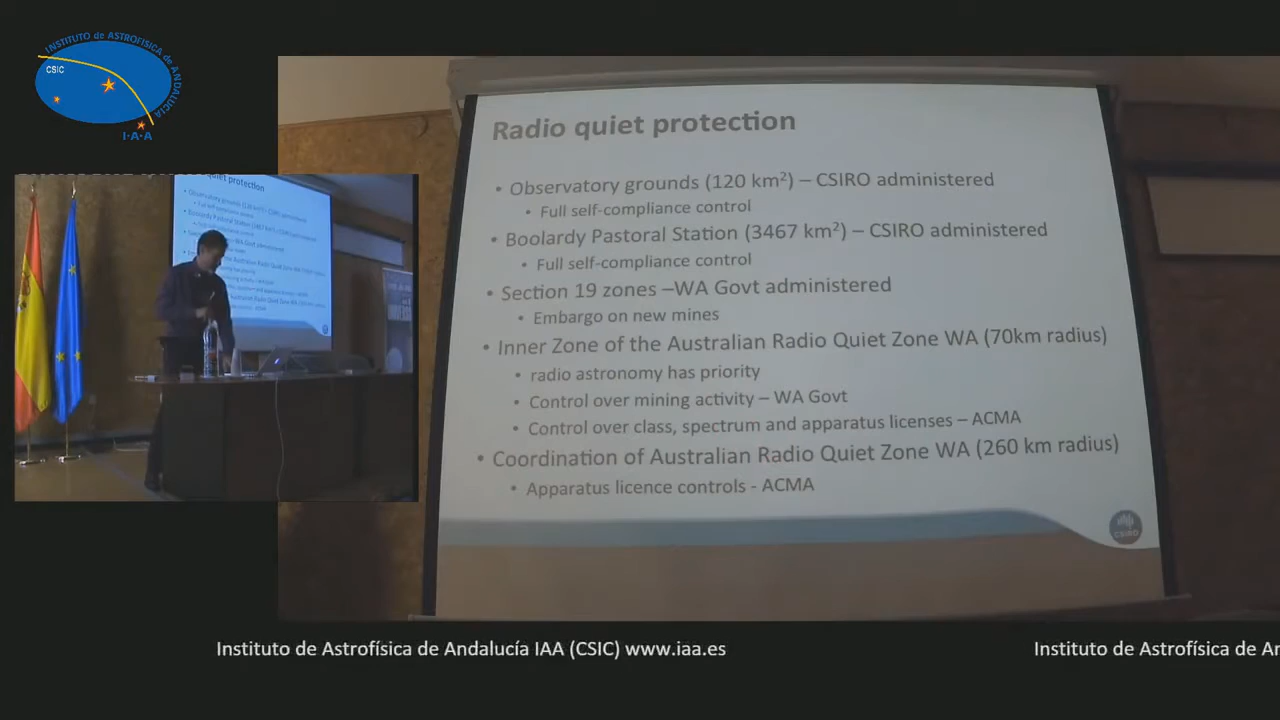 INSTITUTO de ASTROFÍSICA de ANDALUCÍA
CSIC
I·A·A
Radio quiet protection
• Observatory grounds (120 km²) – CSIRO administered
• Full self-compliance control
• Boolardy Pastoral Station (3467 km²) – CSIRO administered
• Full self-compliance control
• Section 19 zones –WA Govt administered
• Embargo on new mines
• Inner Zone of the Australian Radio Quiet Zone WA (70km radius)
• radio astronomy has priority
• Control over mining activity – WA Govt
• Control over class, spectrum and apparatus licenses – ACMA
• Coordination of Australian Radio Quiet Zone WA (260 km radius)
• Apparatus licence controls - ACMA
CSIRO
Instituto de Astrofísica de Andalucía IAA (CSIC) www.iaa.es
Instituto de Astrofísica de An